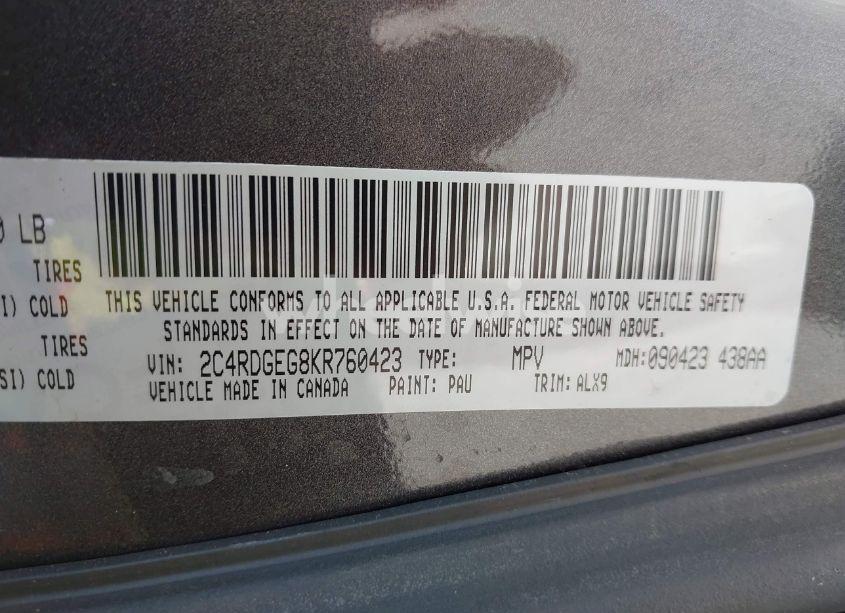 LB
TIRES
COLD
THIS VEHICLE CONFORMS TO ALL APPLICABLE U.S.A. FEDERAL MOTOR VEHICLE SAFETY
STANDARDS IN EFFECT ON THE DATE OF MANUFACTURE SHOWN ABOVE.
TIRES
VIN: 2C4RDGEG8KR760423 TYPE: MPV MDH:090423 438AA
COLD
VEHICLE MADE IN CANADA PAINT: PAU TRIM: ALX9